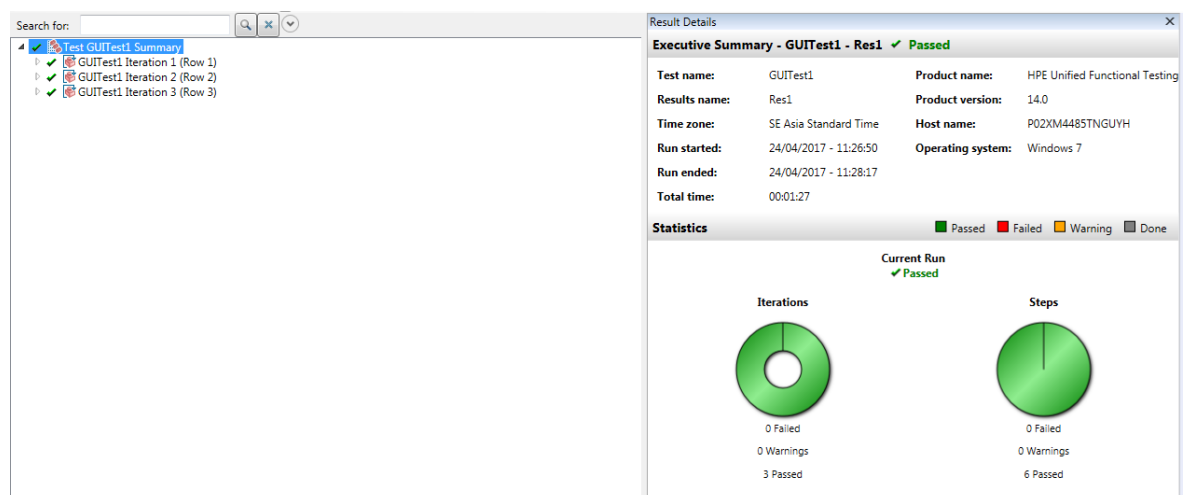 Search for:
Test GUITest1 Summary
GUITest1 Iteration 1 (Row 1)
GUITest1 Iteration 2 (Row 2)
GUITest1 Iteration 3 (Row 3)
Result Details
Executive Summary - GUITest1 - Res1 ✔ Passed
Test name: GUITest1 Product name: HPE Unified Functional Testing
Results name: Res1 Product version: 14.0
Time zone: SE Asia Standard Time Host name: P02XM4485TNGUYH
Run started: 24/04/2017 - 11:26:50 Operating system: Windows 7
Run ended: 24/04/2017 - 11:28:17
Total time: 00:01:27
Statistics Passed Failed Warning Done
Current Run
✔ Passed
Iterations Steps
0 Failed 0 Failed
0 Warnings 0 Warnings
3 Passed 6 Passed